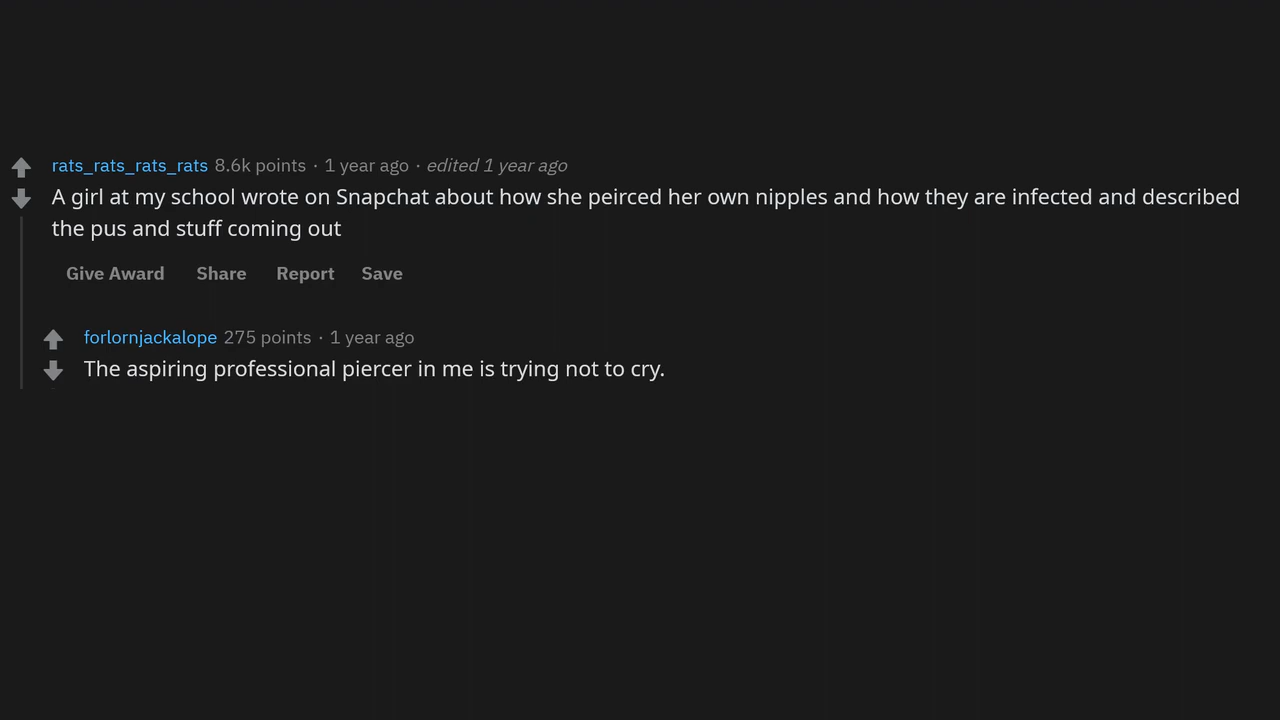 rats_rats_rats_rats 8.6k points · 1 year ago · edited 1 year ago
A girl at my school wrote on Snapchat about how she peirced her own nipples and how they are infected and described
the pus and stuff coming out
Give Award Share Report Save
forlornjackalope 275 points · 1 year ago
The aspiring professional piercer in me is trying not to cry.